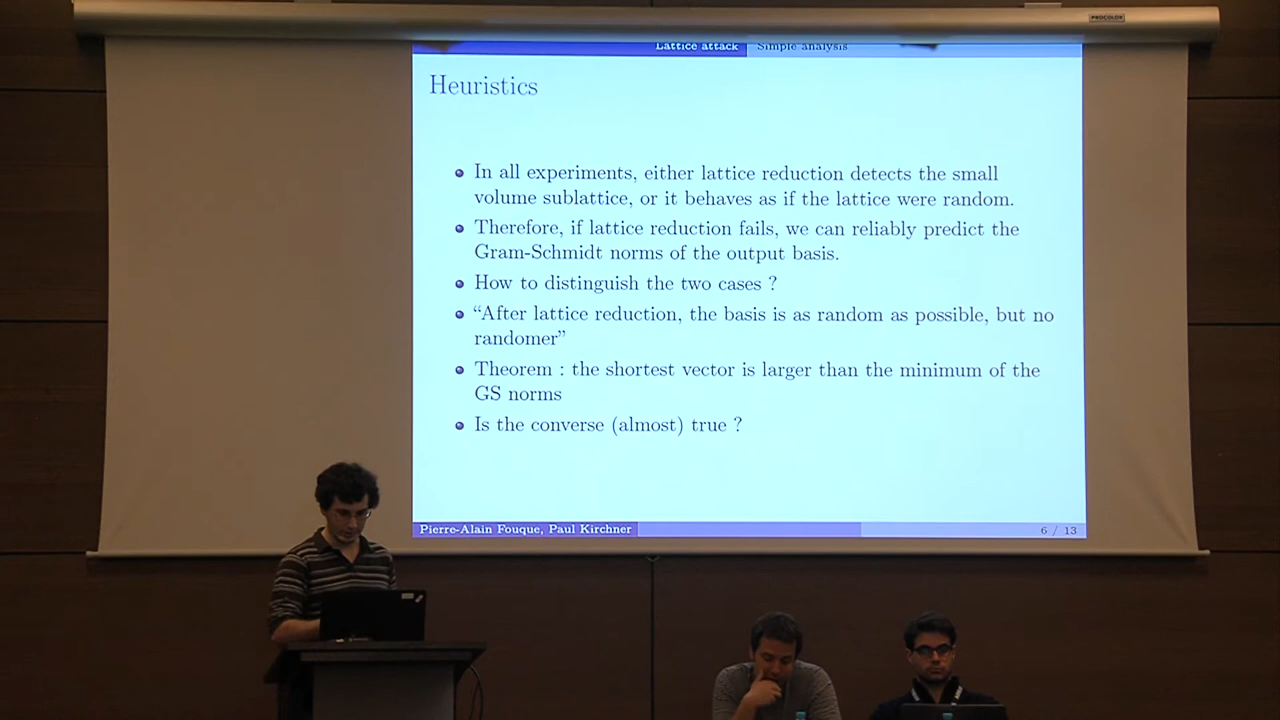 PROCOLOR
Lattice attack Simple analysis
Heuristics
In all experiments, either lattice reduction detects the small
volume sublattice, or it behaves as if the lattice were random.
Therefore, if lattice reduction fails, we can reliably predict the
Gram-Schmidt norms of the output basis.
How to distinguish the two cases ?
“After lattice reduction, the basis is as random as possible, but no
randomer”
Theorem : the shortest vector is larger than the minimum of the
GS norms
Is the converse (almost) true ?
Pierre-Alain Fouque, Paul Kirchner 6 / 13